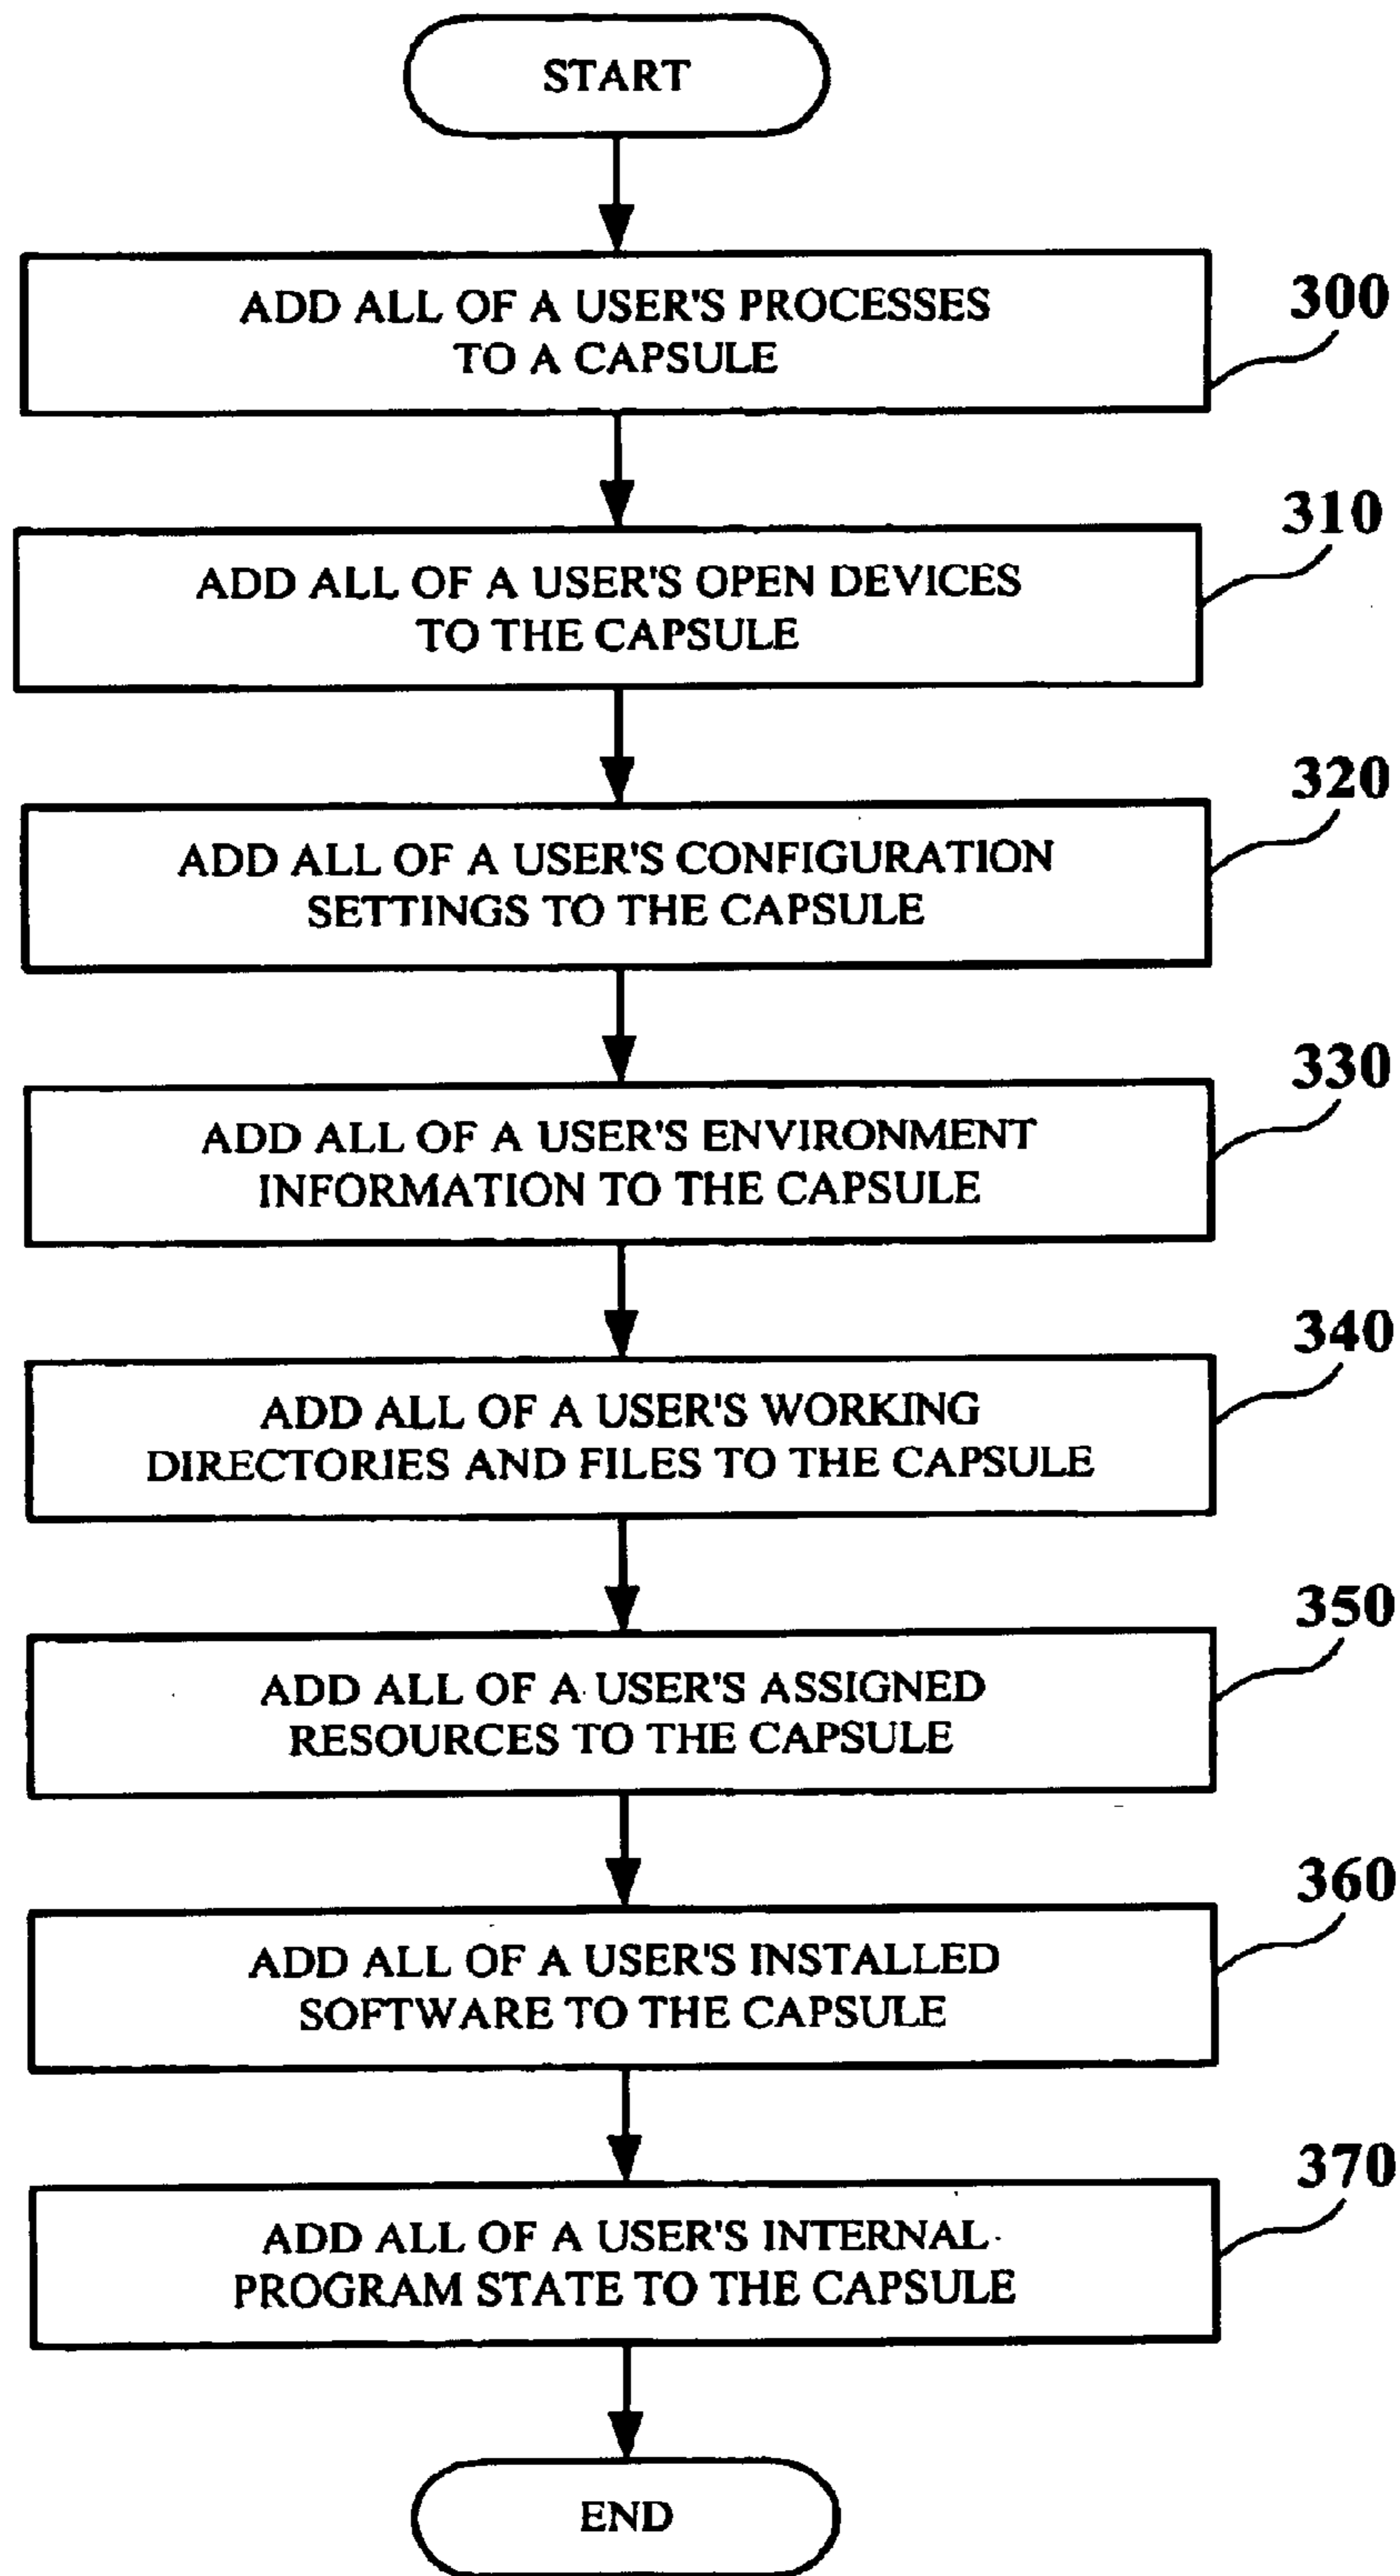 START
ADD ALL OF A USER'S PROCESSES
TO A CAPSULE
300
ADD ALL OF A USER'S OPEN DEVICES
TO THE CAPSULE
310
ADD ALL OF A USER'S CONFIGURATION
SETTINGS TO THE CAPSULE
320
ADD ALL OF A USER'S ENVIRONMENT
INFORMATION TO THE CAPSULE
330
ADD ALL OF A USER'S WORKING
DIRECTORIES AND FILES TO THE CAPSULE
340
ADD ALL OF A USER'S ASSIGNED
RESOURCES TO THE CAPSULE
350
ADD ALL OF A USER'S INSTALLED
SOFTWARE TO THE CAPSULE
360
ADD ALL OF A USER'S INTERNAL
PROGRAM STATE TO THE CAPSULE
370
END